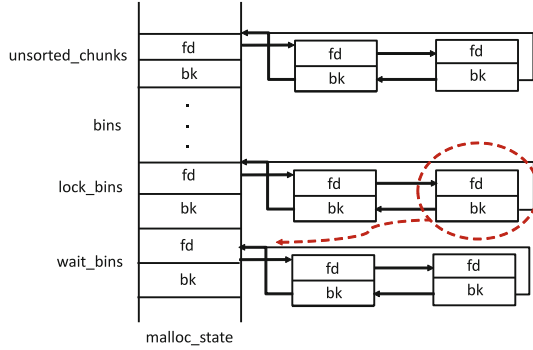 unsorted_chunks
fd
bk
fd
bk
fd
bk
.
.
.
bins
lock_bins
fd
bk
fd
bk
fd
bk
wait_bins
fd
bk
fd
bk
fd
bk
malloc_state